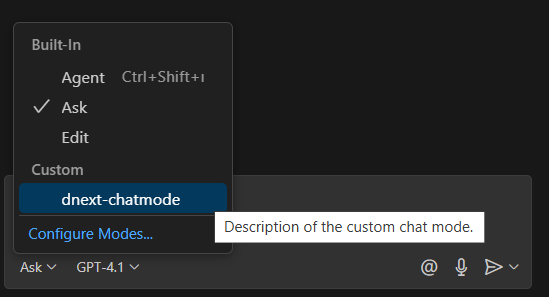 Built-In
Agent Ctrl+Shift+ı
Ask
Edit
Custom
dnext-chatmode
Description of the custom chat mode.
Configure Modes...
Ask GPT-4.1 @